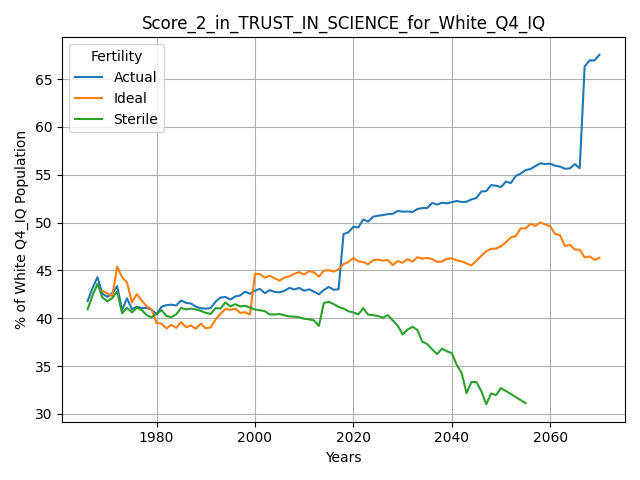 Score_2_in_TRUST_IN_SCIENCE_for_White_Q4_IQ
Fertility
Actual
Ideal
Sterile
% of White Q4_IQ Population
65
60
55
50
45
40
35
30
1980
2000
2020
2040
2060
Years